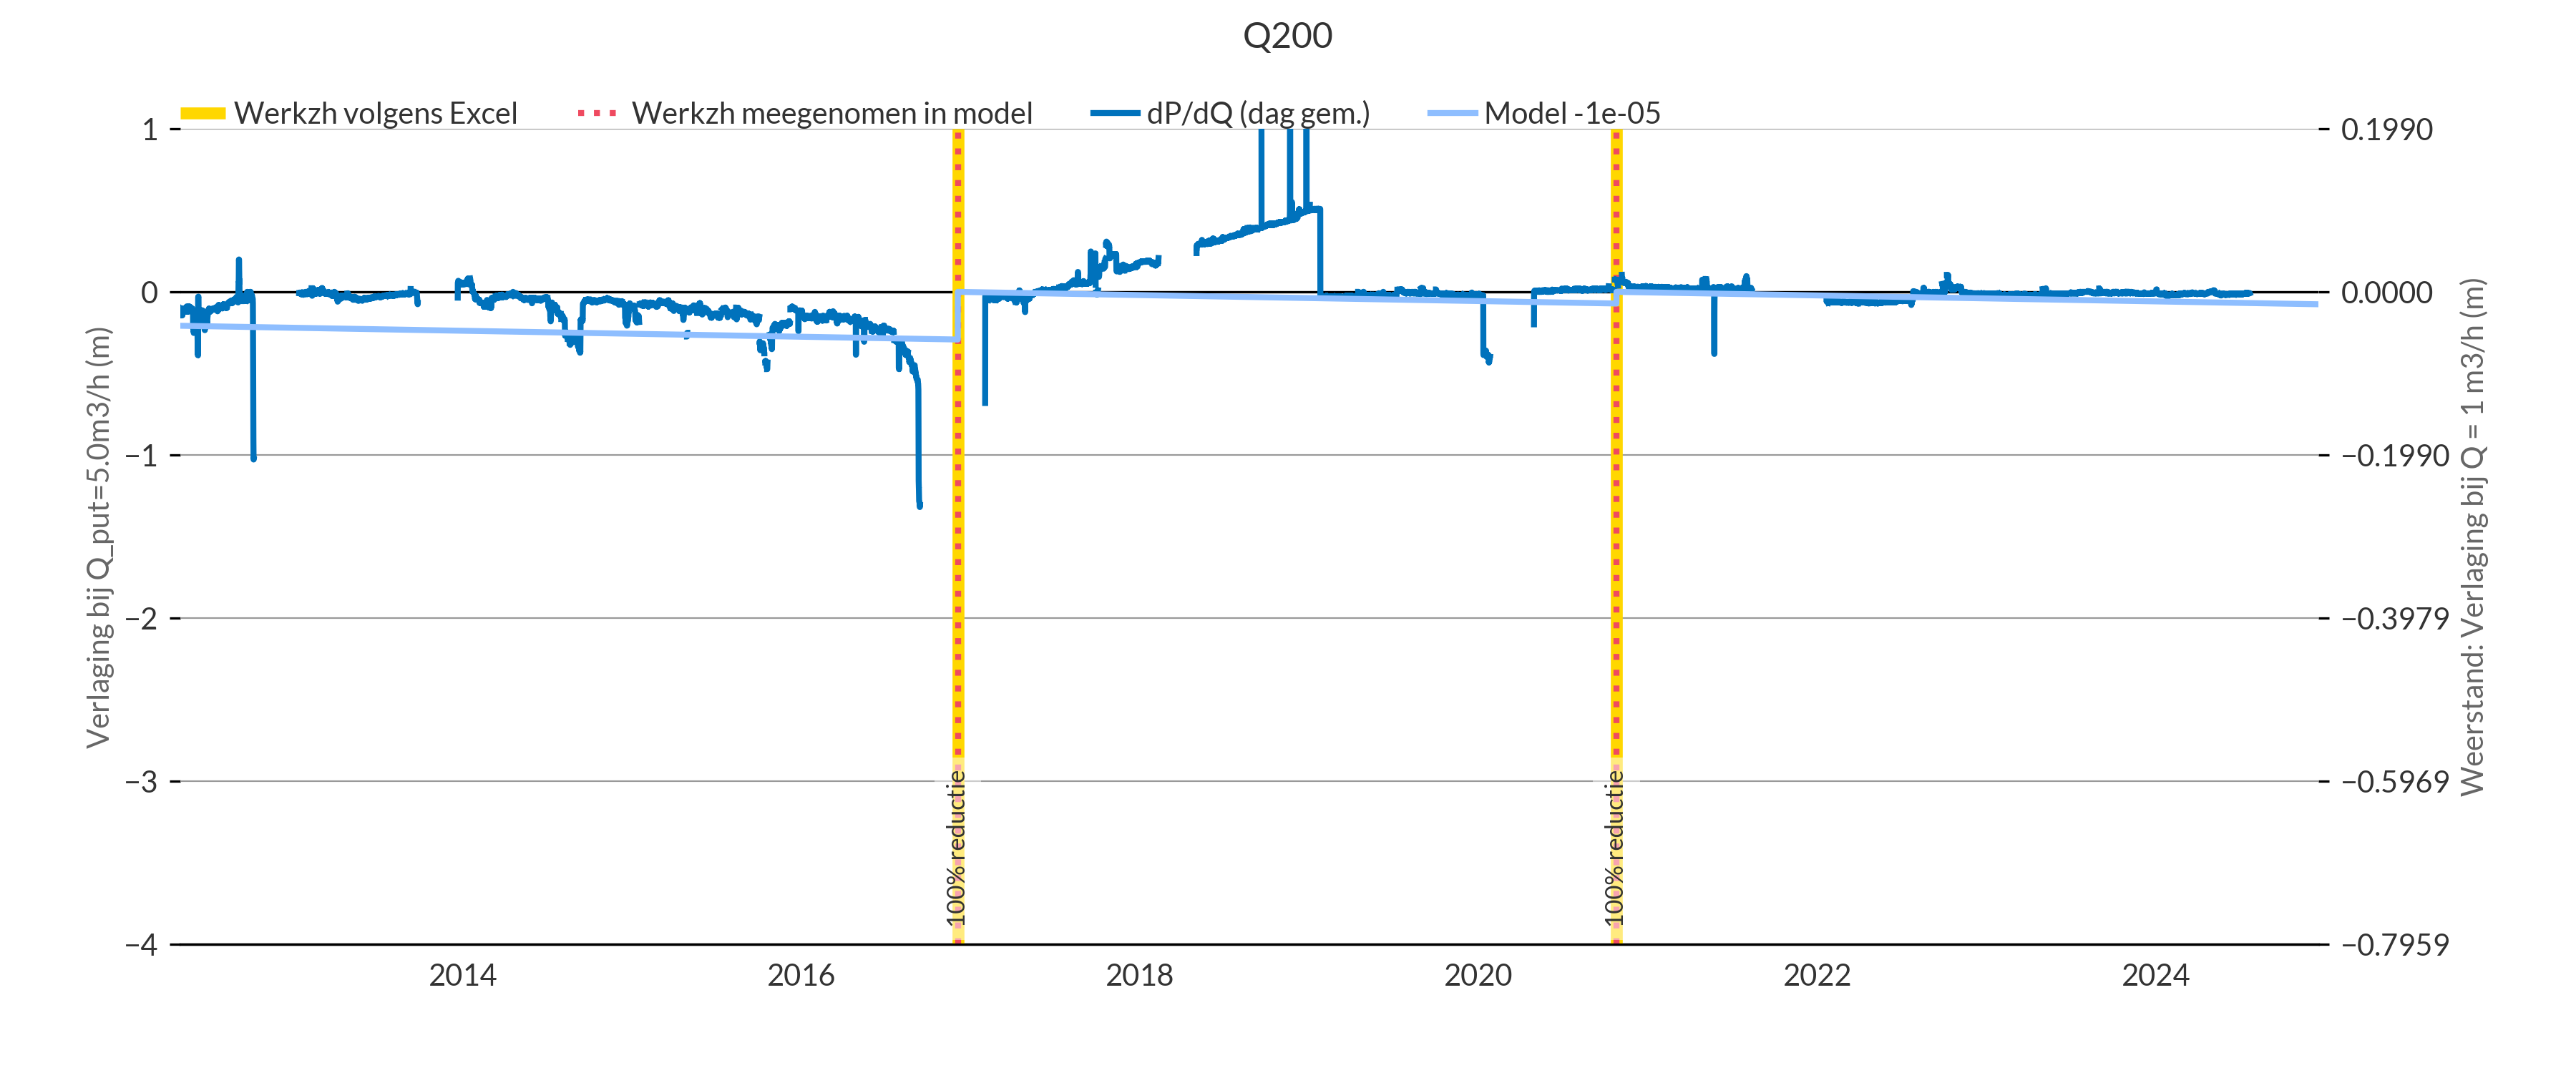 Q200
Werkzh volgens Excel
Werkzh meegenomen in model
dP/dQ (dag gem.)
Model -1e-05
1
0
−1
−2
−3
−4
Verlaging bij Q_put=5.0m3/h (m)
0.1990
0.0000
−0.1990
−0.3979
−0.5969
−0.7959
Weerstand: Verlaging bij Q = 1 m3/h (m)
100% reductie
100% reductie
2014
2016
2018
2020
2022
2024